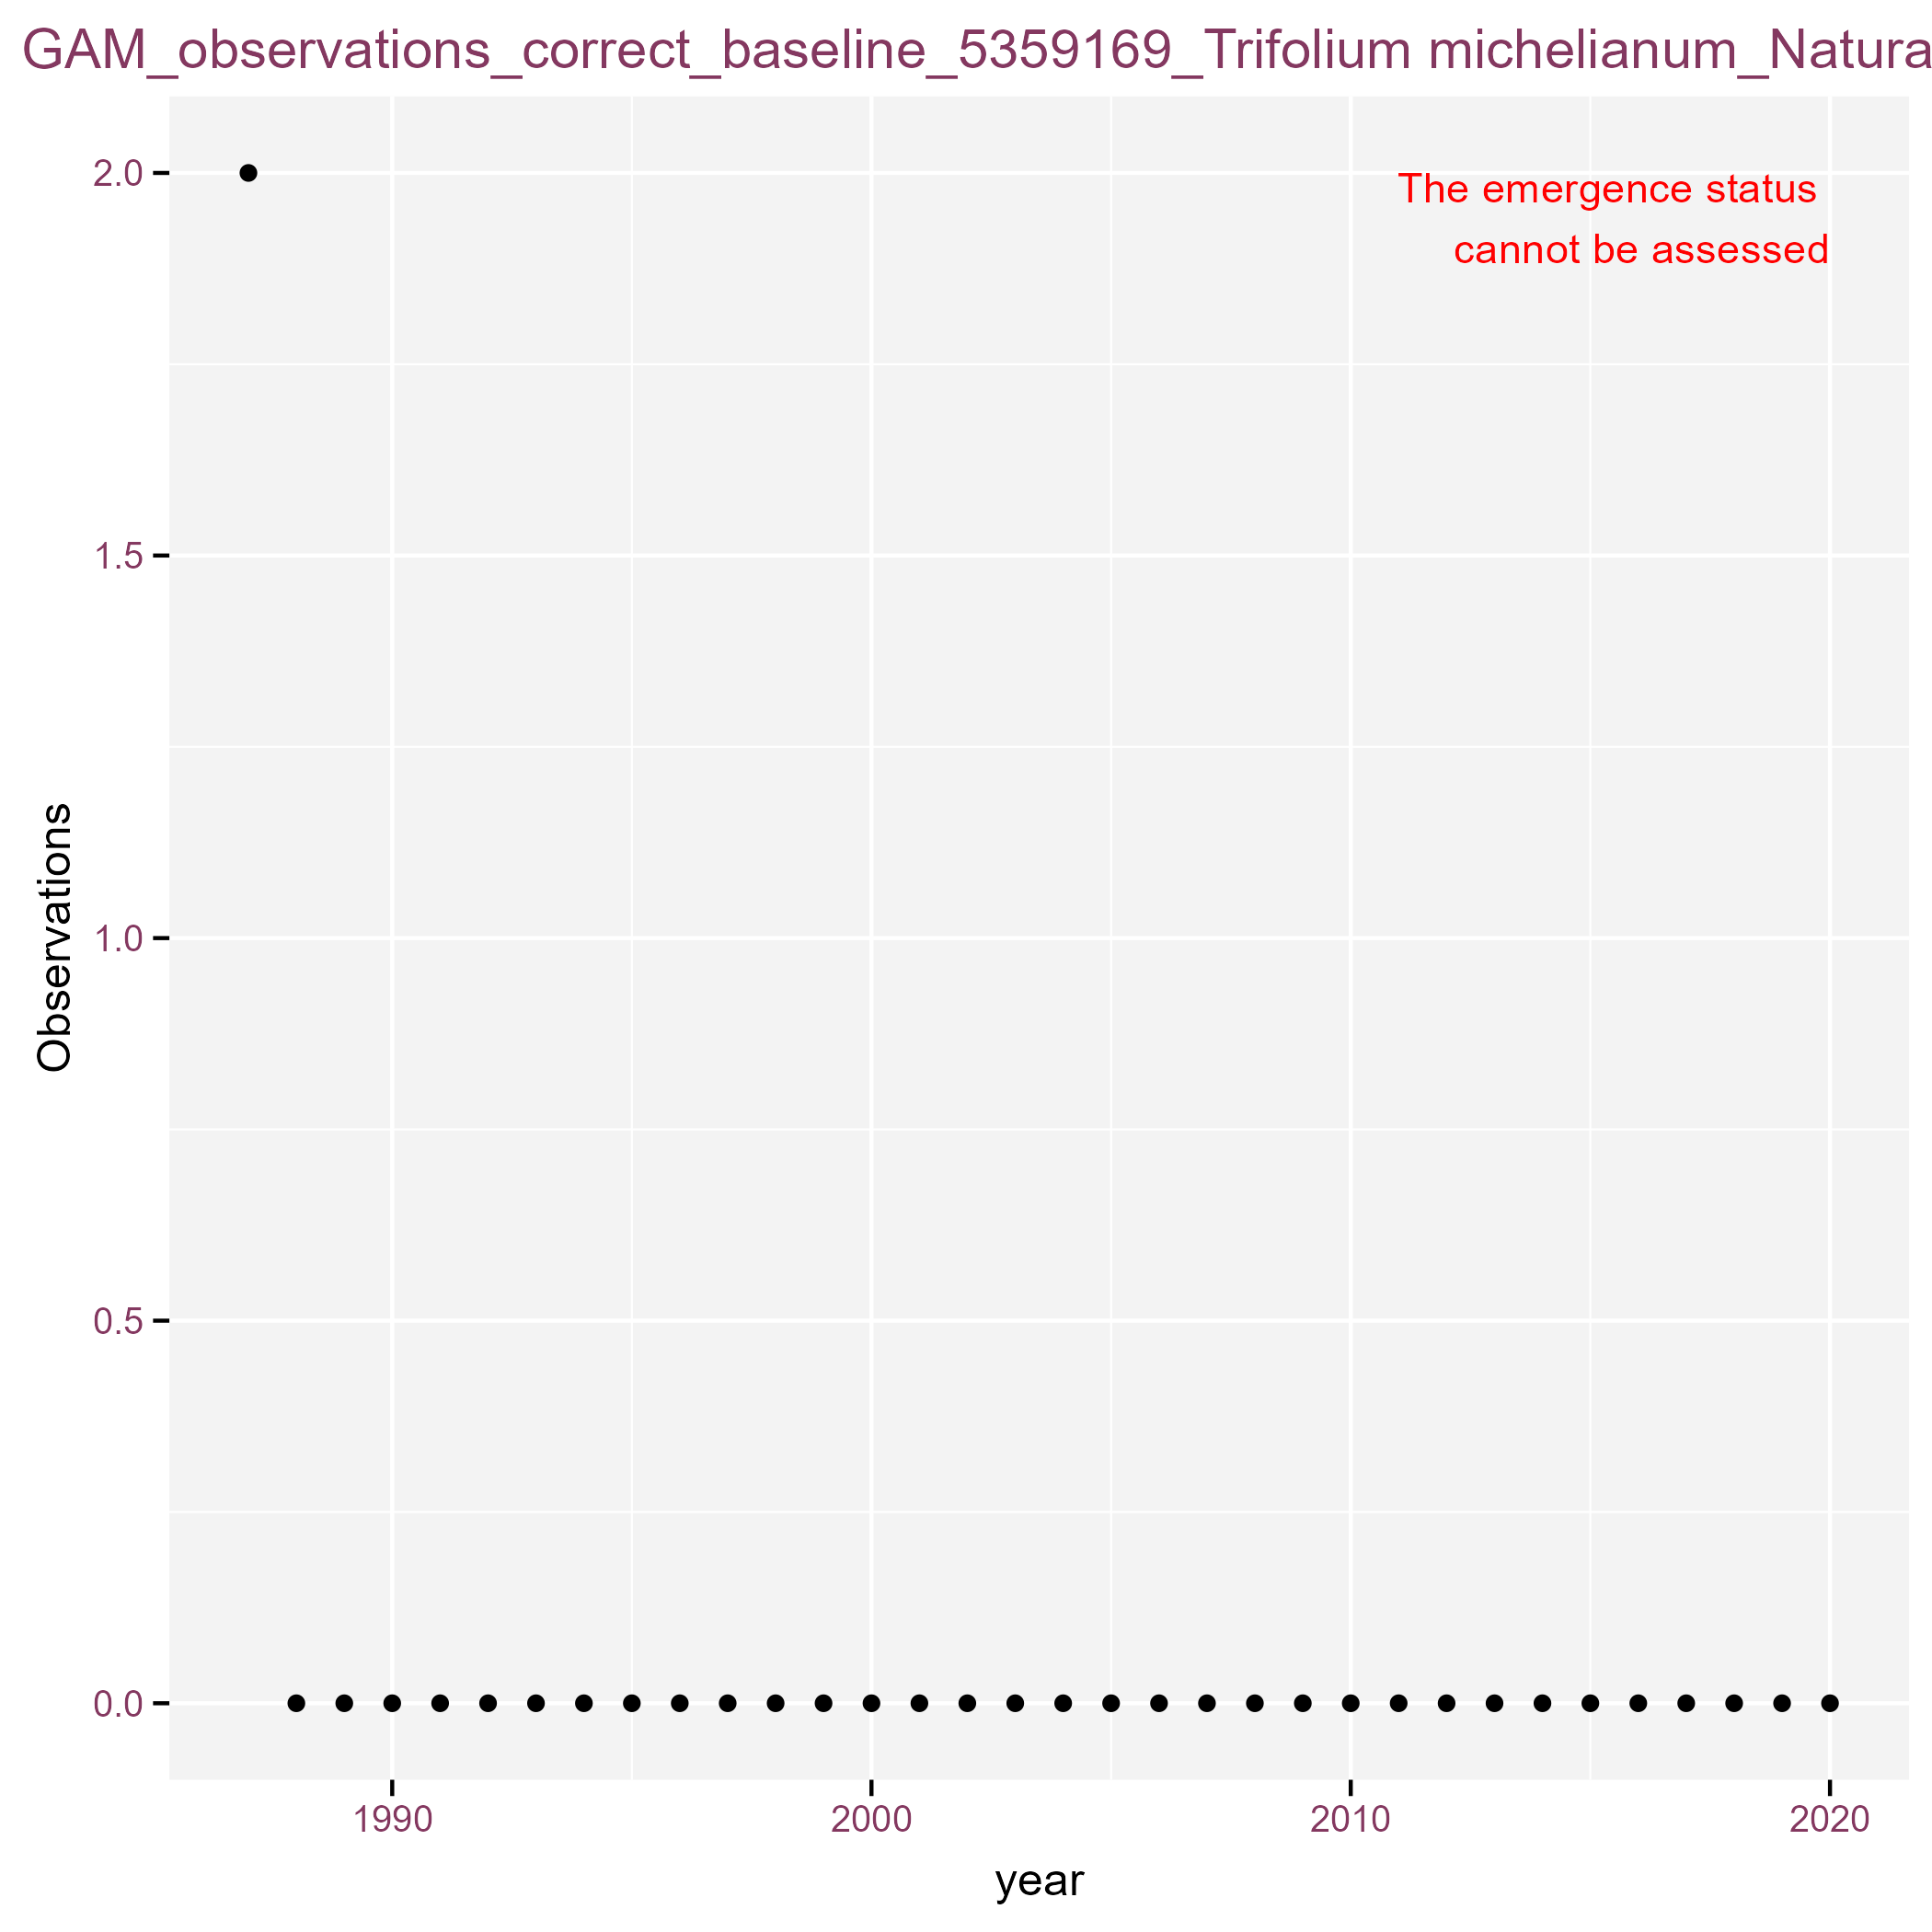 GAM_observations_correct_baseline_5359169_Trifolium michelianum_Natura
The emergence status
cannot be assessed
2.0
1.5
1.0
0.5
0.0
Observations
1990 2000 2010 2020
year